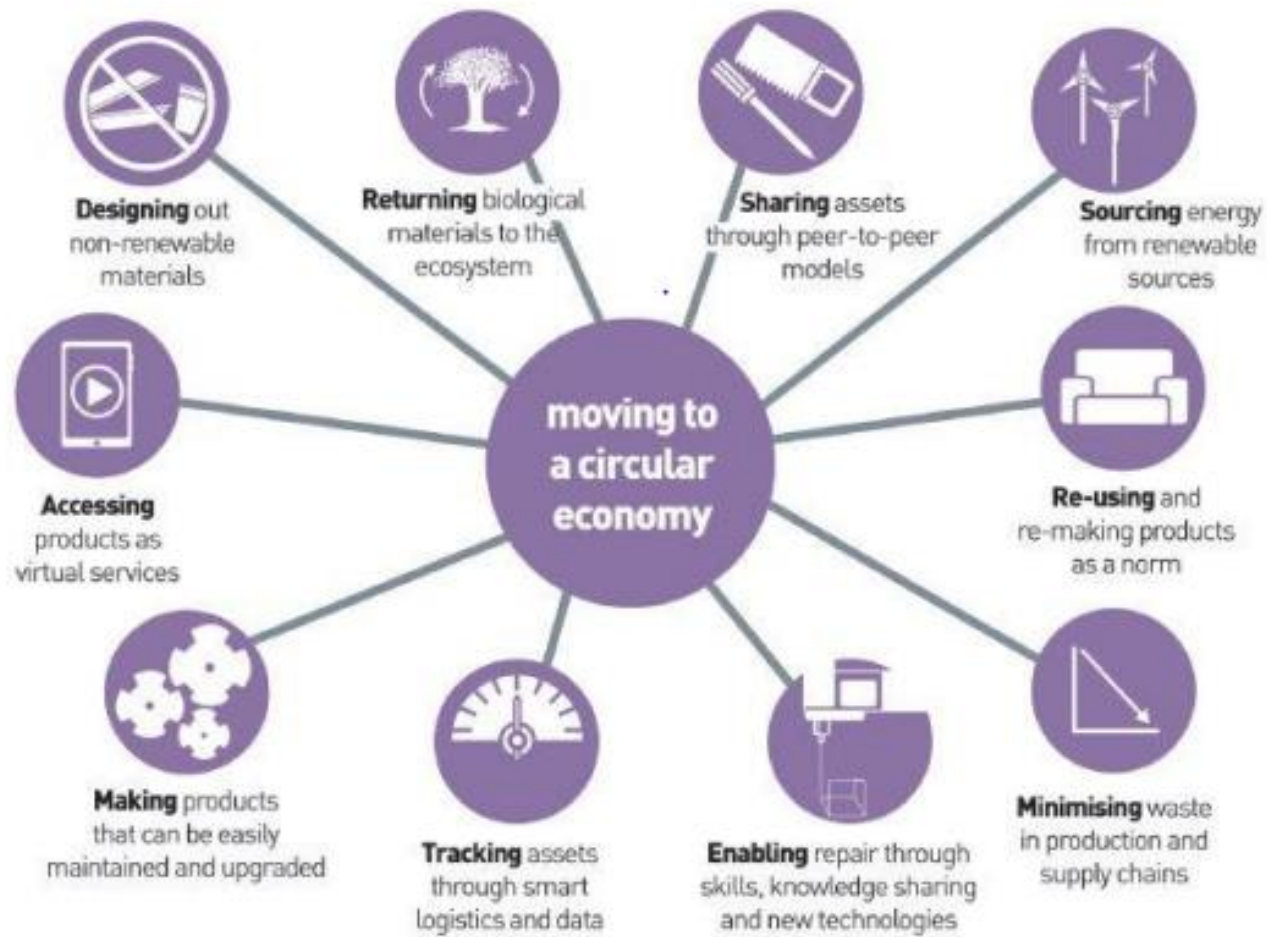 Designing out
non-renewable
materials
Returning biological
materials to the
ecosystem
Sharing assets
through peer-to-peer
models
Sourcing energy
from renewable
sources
Accessing
products as
virtual services
moving to
a circular
economy
Re-using and
re-making products
as a norm
Making products
that can be easily
maintained and upgraded
Tracking assets
through smart
logistics and data
Enabling repair through
skills, knowledge sharing
and new technologies
Minimising waste
in production and
supply chains